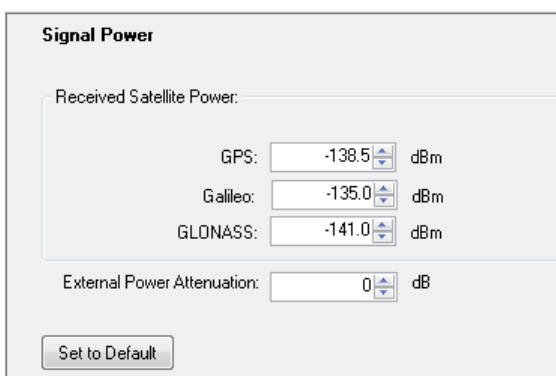 Signal Power
Received Satellite Power:
GPS: -138.5 dBm
Galileo: -135.0 dBm
GLONASS: -141.0 dBm
External Power Attenuation: 0 dB
Set to Default